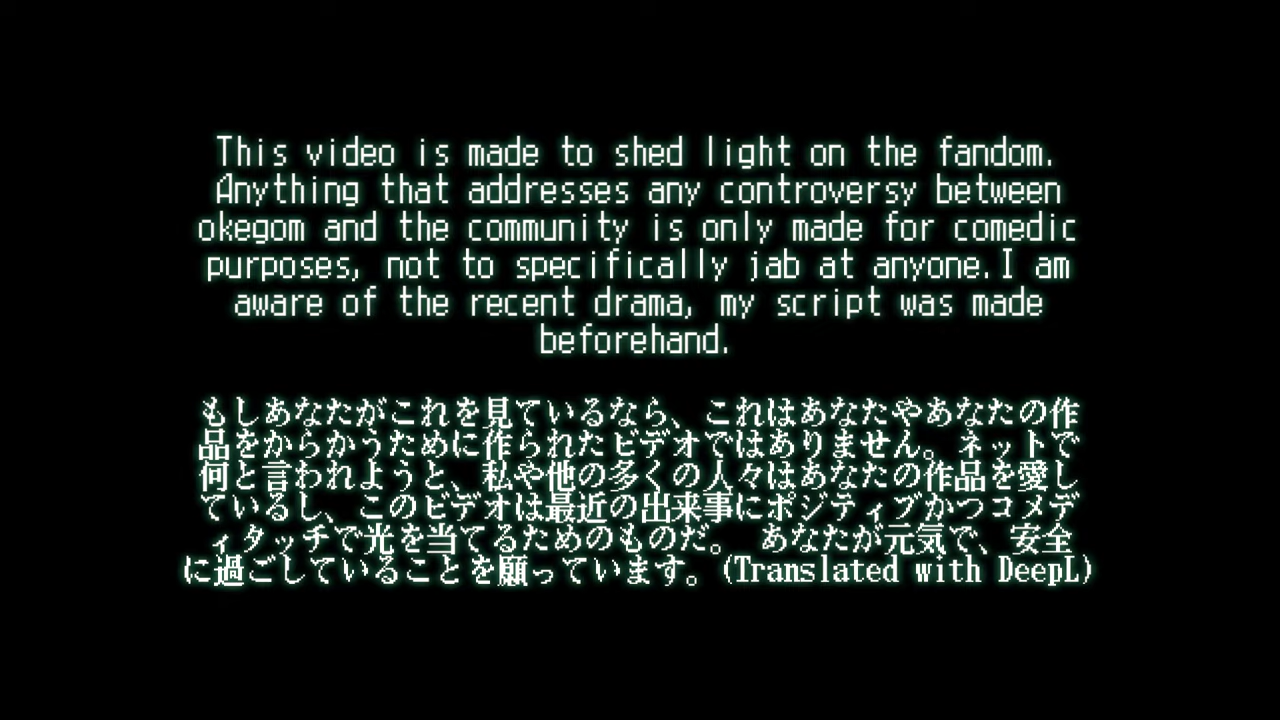 This video is made to shed light on the fandom.
Anything that addresses any controversy between
okegom and the community is only made for comedic
purposes, not to specifically jab at anyone.I am
aware of the recent drama, my script was made
beforehand.
もしあなたがこれを見ているなら、これはあなたやあなたの作
品をからかうために作られたビデオではありません。ネットで
何と言われようと、私や他の多くの人々はあなたの作品を愛し
ているし、このビデオは最近の出来事にポジティブかつコメデ
ィタッチで光を当てるためのものだ。 あなたが元気で、安全
に過ごしていることを願っています。(Translated with DeepL)